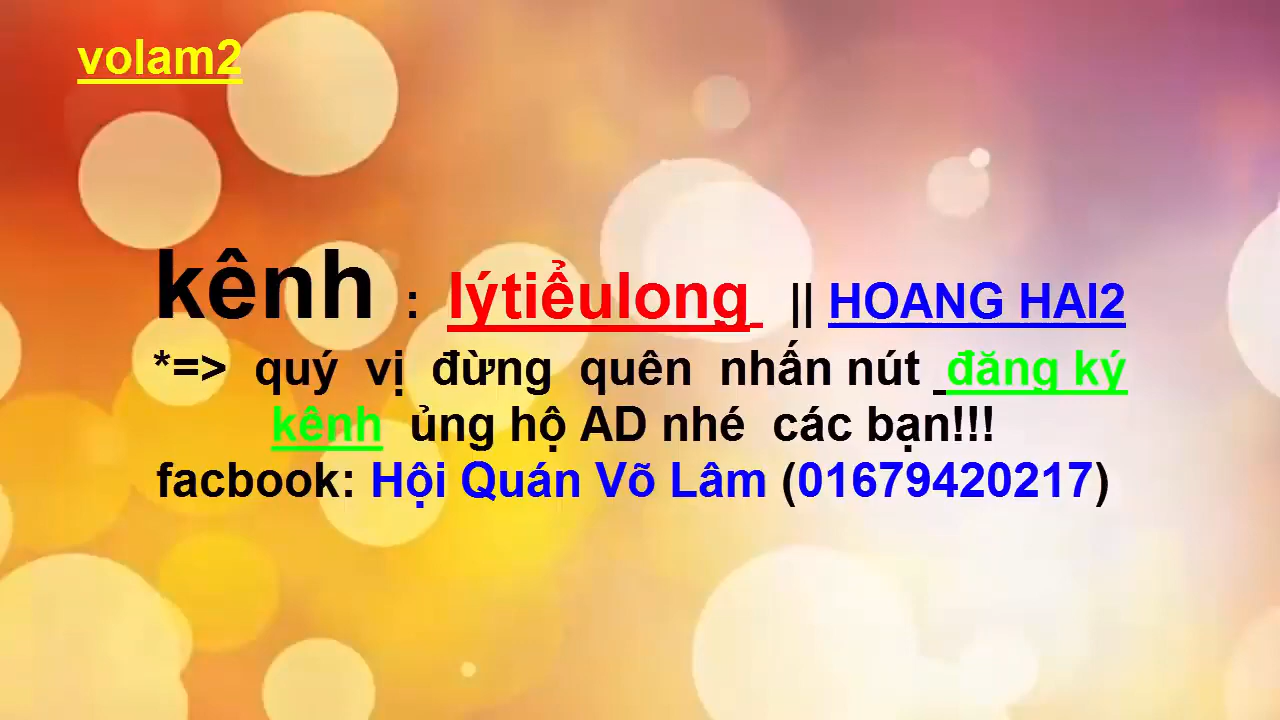 volam2
kênh : lýtiểulong || HOANG HAI2
*=> quý vị đừng quên nhấn nút đăng ký
kênh ủng hộ AD nhé các bạn!!!
facbook: Hội Quán Võ Lâm (01679420217)